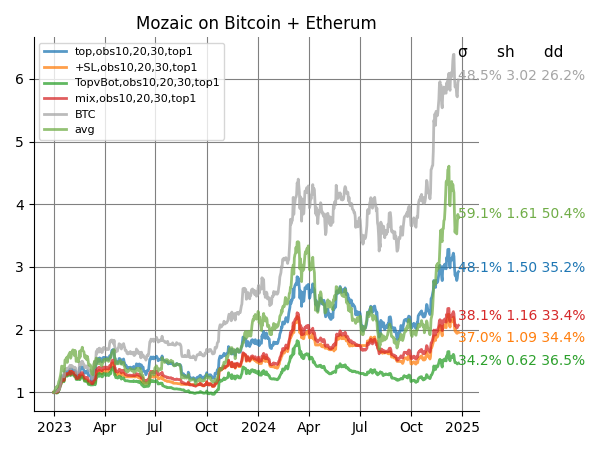 Mozaic on Bitcoin + Etherum
top,obs10,20,30,top1
+SL,obs10,20,30,top1
TopvBot,obs10,20,30,top1
mix,obs10,20,30,top1
BTC
avg
σ sh dd
48.5% 3.02 26.2%
59.1% 1.61 50.4%
48.1% 1.50 35.2%
38.1% 1.16 33.4%
37.0% 1.09 34.4%
34.2% 0.62 36.5%
6
5
4
3
2
1
2023 Apr Jul Oct 2024 Apr Jul Oct 2025